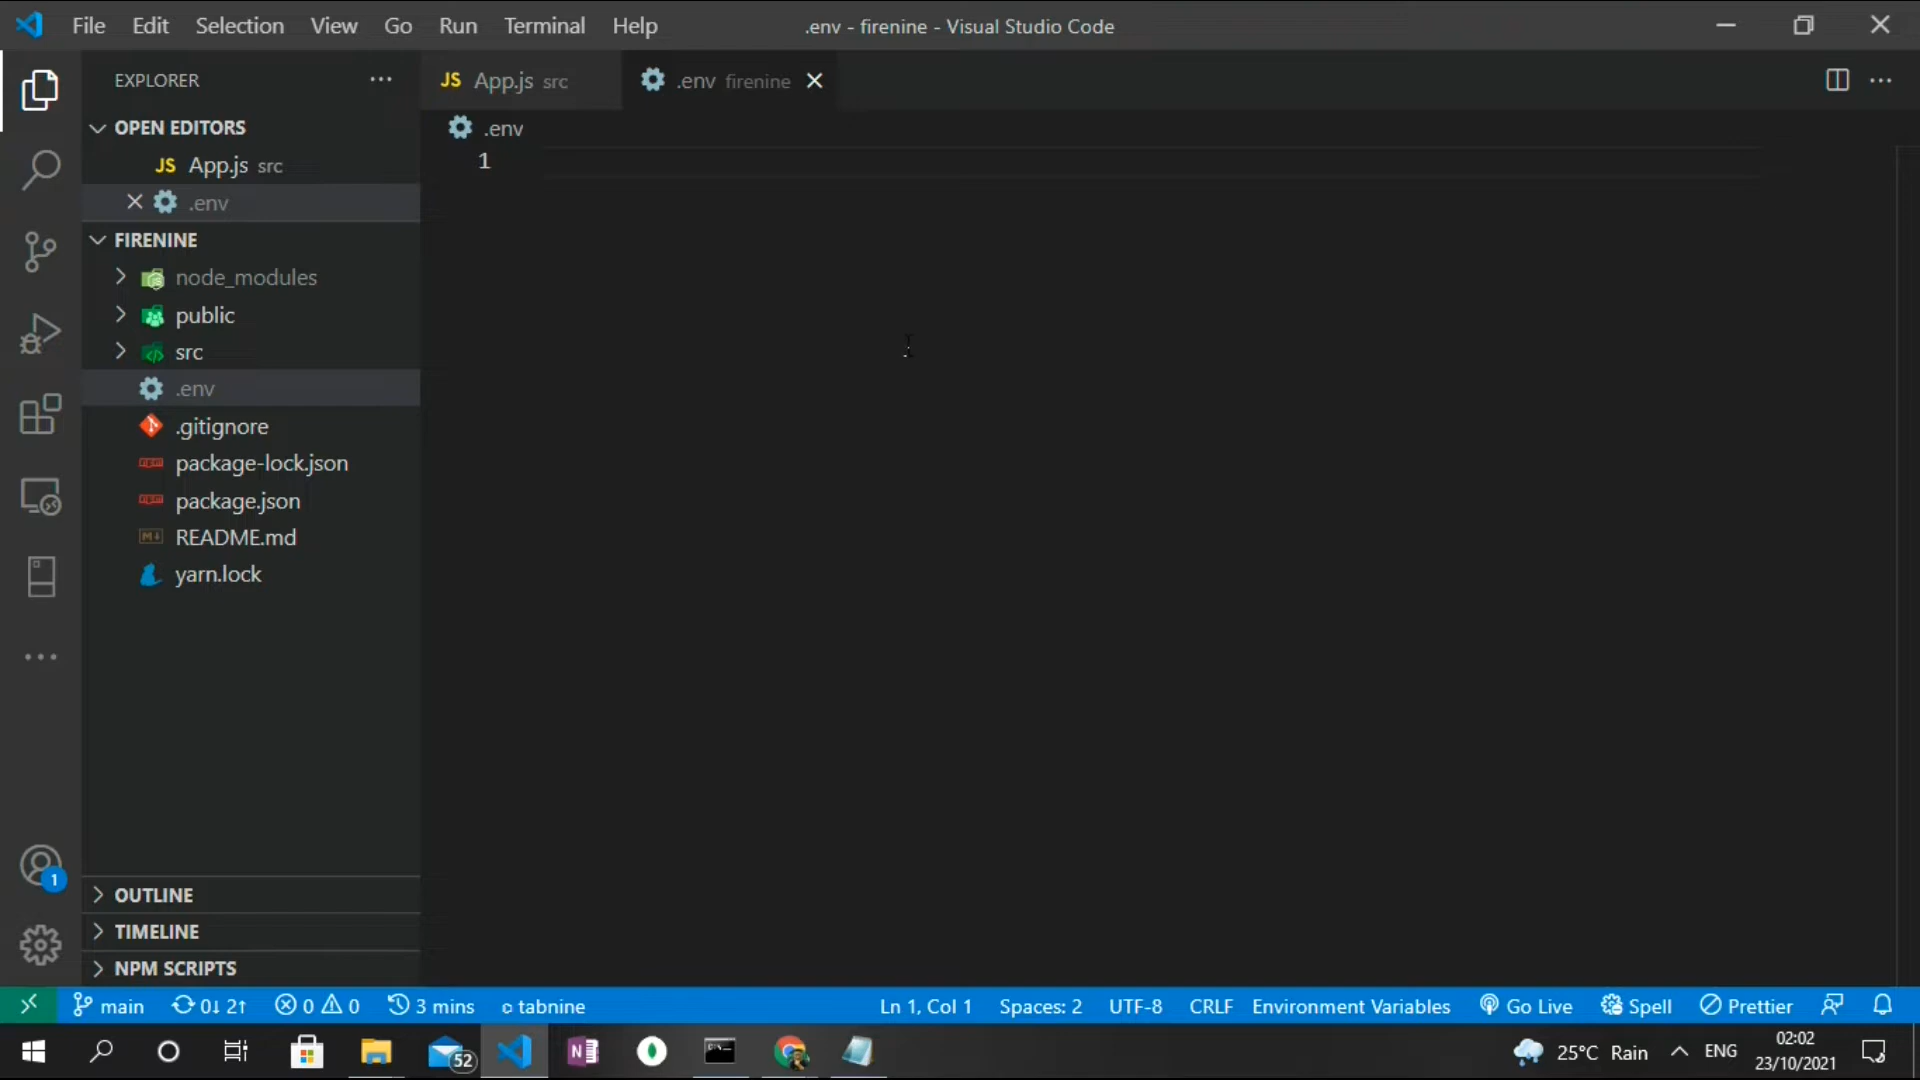 File Edit Selection View Go Run Terminal Help .env - firenine - Visual Studio Code
EXPLORER
JS App.js src
.env firenine
OPEN EDITORS
.env
JS App.js src
1
.env
FIRENINE
node_modules
public
src
.env
.gitignore
package-lock.json
package.json
README.md
yarn.lock
1
OUTLINE
TIMELINE
NPM SCRIPTS
main 0↓ 2↑ 0 0 3 mins tabnine Ln 1, Col 1 Spaces: 2 UTF-8 CRLF Environment Variables Go Live Spell Prettier
52
N
25°C Rain ENG
02:02
23/10/2021